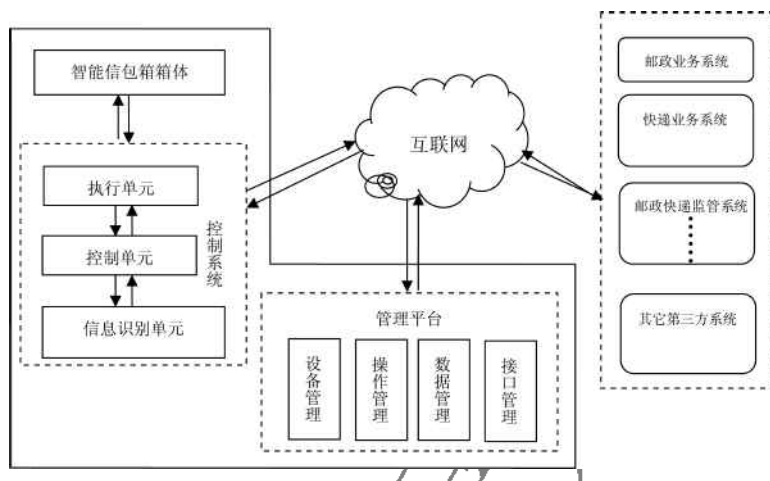 智能信包箱箱体
执行单元
控制单元
信息识别单元
控制系统
互联网
管理平台
设备管理
操作管理
数据管理
接口管理
邮政业务系统
快递业务系统
邮政快递监管系统
其它第三方系统